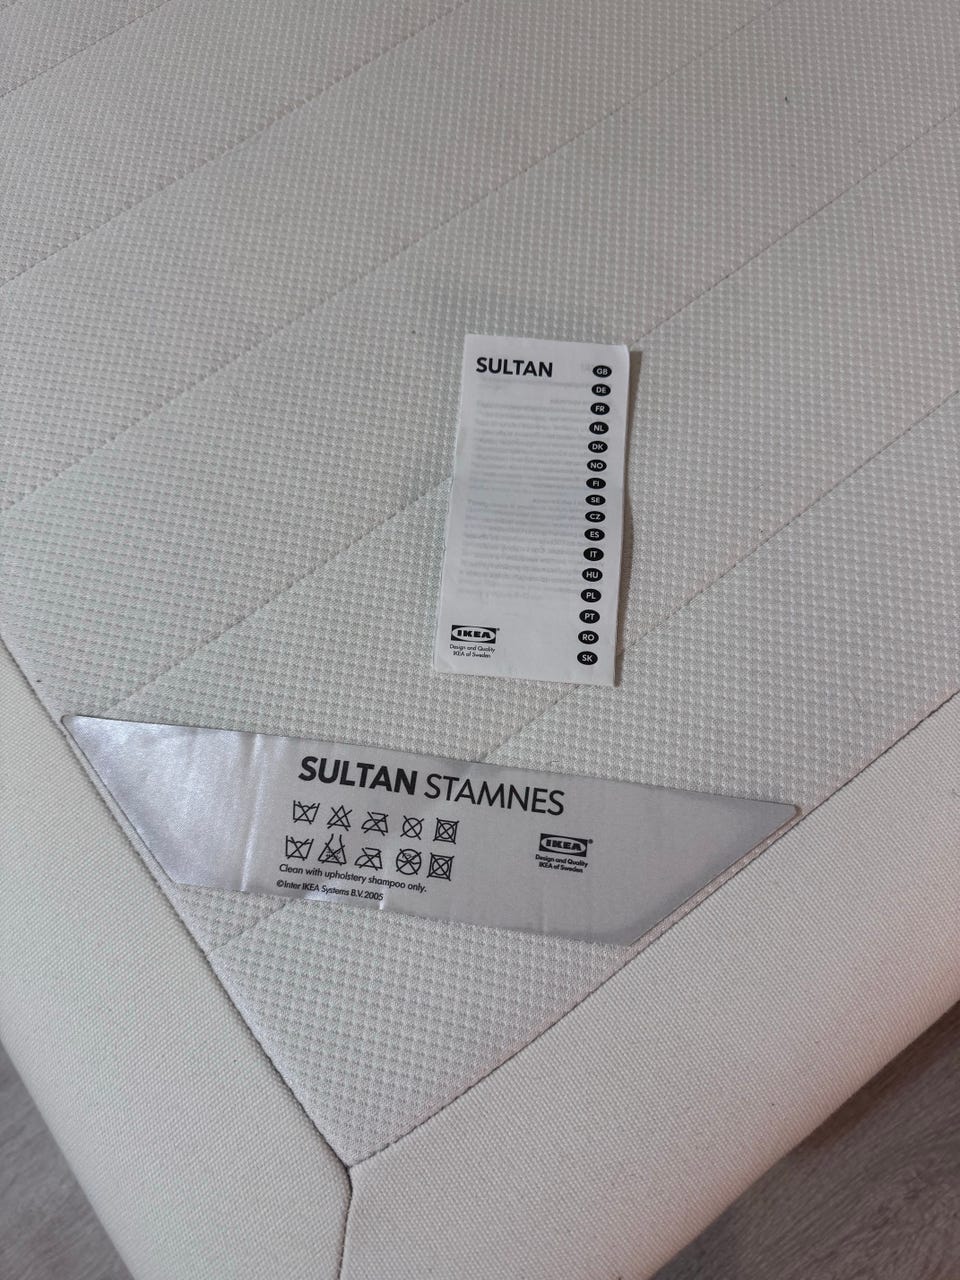 SULTAN
GB
DE
FR
NL
DK
NO
FI
SE
CZ
ES
IT
HU
PL
PT
RO
SK
IKEA
Design and Quality
IKEA of Sweden
SULTAN STAMNES
IKEA
Design and Quality
IKEA of Sweden
Clean with upholstery shampoo only.
©Inter IKEA Systems B.V. 2005